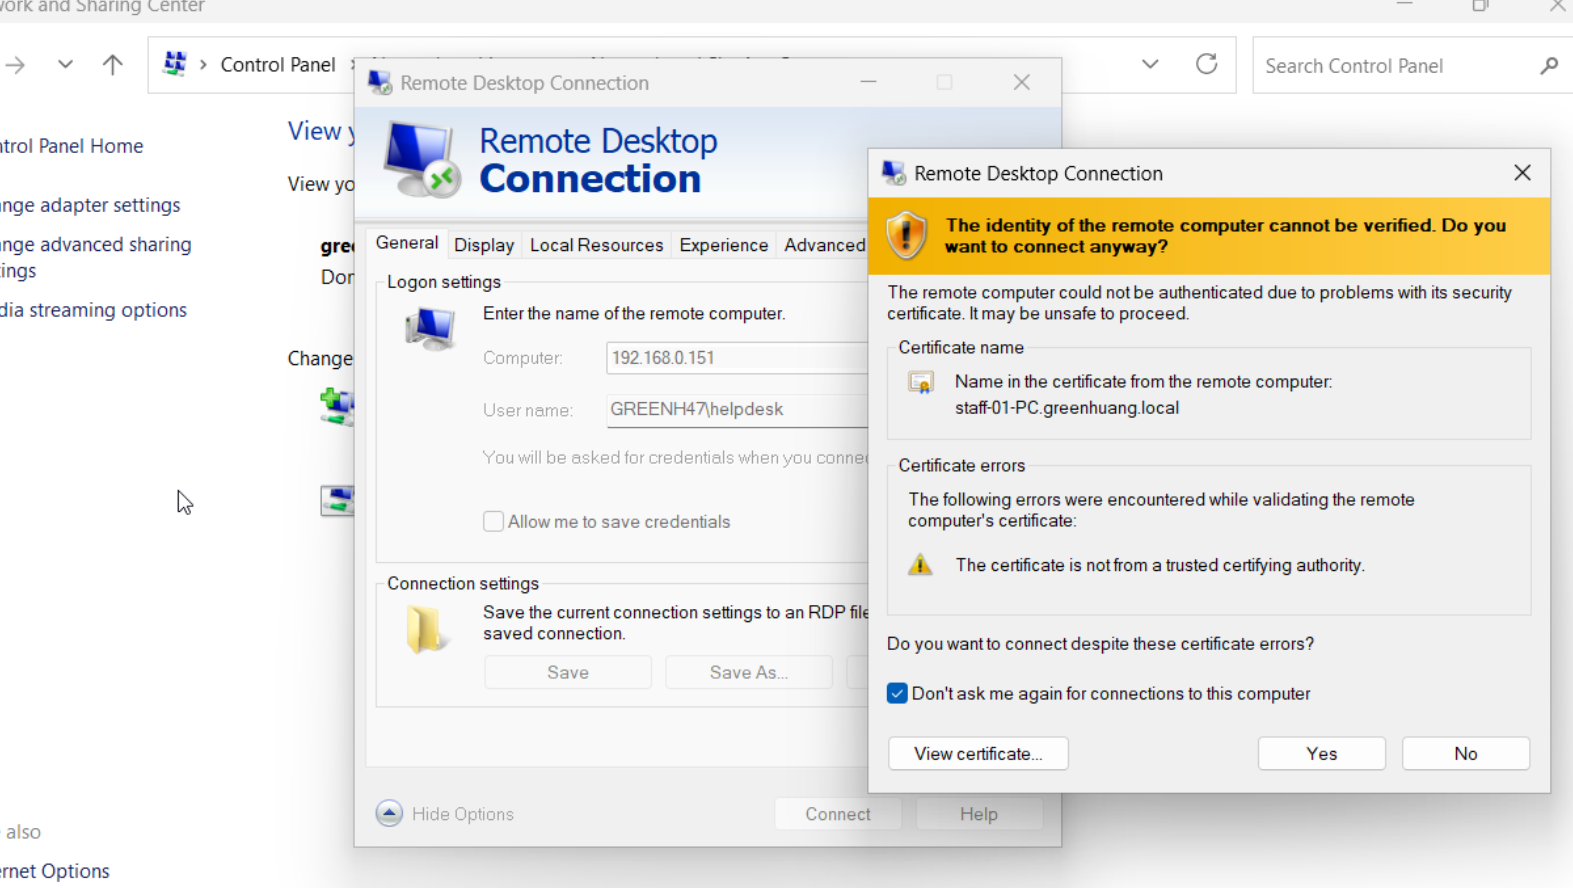 work and Sharing Center
Control Panel
Search Control Panel
ntrol Panel Home
ange adapter settings
ange advanced sharing
tings
dia streaming options
also
ernet Options
View y
View yo
gree
Don
Change
Remote Desktop Connection
Remote Desktop
Connection
General
Display
Local Resources
Experience
Advanced
Logon settings
Enter the name of the remote computer.
Computer:
192.168.0.151
User name:
GREENH47\helpdesk
You will be asked for credentials when you connec
Allow me to save credentials
Connection settings
Save the current connection settings to an RDP file
saved connection.
Save
Save As...
Hide Options
Connect
Help
Remote Desktop Connection
The identity of the remote computer cannot be verified. Do you
want to connect anyway?
The remote computer could not be authenticated due to problems with its security
certificate. It may be unsafe to proceed.
Certificate name
Name in the certificate from the remote computer:
staff-01-PC.greenhuang.local
Certificate errors
The following errors were encountered while validating the remote
computer's certificate:
The certificate is not from a trusted certifying authority.
Do you want to connect despite these certificate errors?
Don't ask me again for connections to this computer
View certificate...
Yes
No